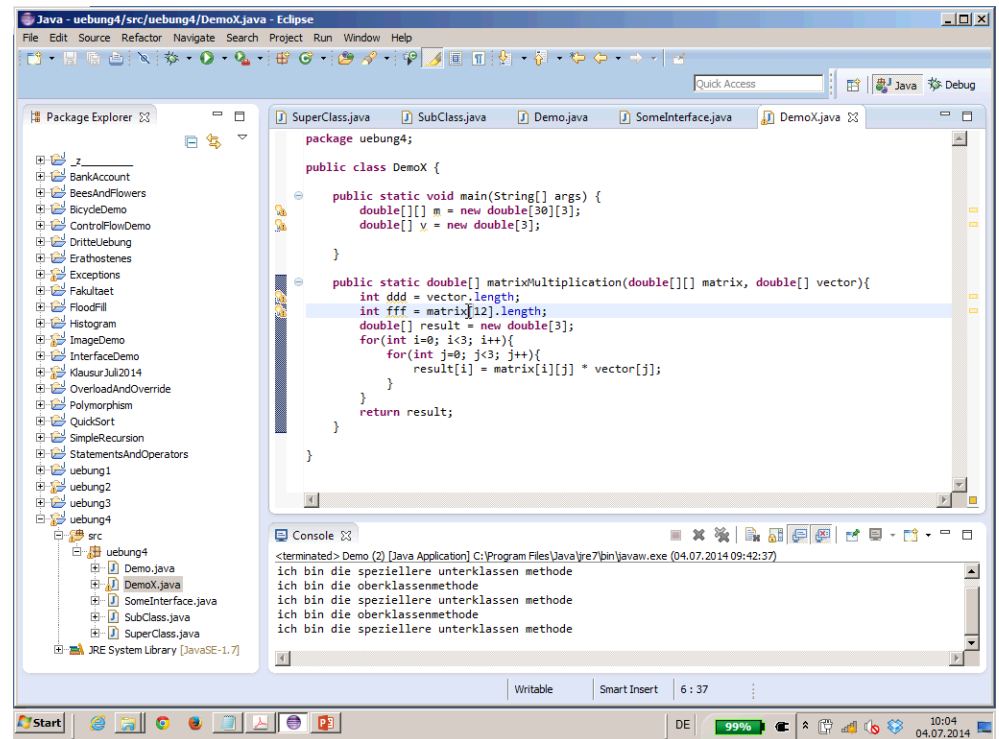 Java - uebung4/src/uebung4/DemoX.java - Eclipse
File Edit Source Refactor Navigate Search Project Run Window Help
Quick Access
Java Debug
Package Explorer
_z_________
BankAccount
BeesAndFlowers
BicycleDemo
ControlFlowDemo
DritteUebung
Erathostenes
Exceptions
Fakultaet
FloodFill
Histogram
ImageDemo
InterfaceDemo
KlausurJuli2014
OverloadAndOverride
Polymorphism
QuickSort
SimpleRecursion
StatementsAndOperators
uebung1
uebung2
uebung3
uebung4
src
uebung4
Demo.java
DemoX.java
SomeInterface.java
SubClass.java
SuperClass.java
JRE System Library [JavaSE-1.7]
SuperClass.java SubClass.java Demo.java SomeInterface.java DemoX.java
package uebung4;
public class DemoX {
public static void main(String[] args) {
double[][] m = new double[30][3];
double[] v = new double[3];
}
public static double[] matrixMultiplication(double[][] matrix, double[] vector){
int ddd = vector.length;
int fff = matrix[12].length;
double[] result = new double[3];
for(int i=0; i<3; i++){
for(int j=0; j<3; j++){
result[i] = matrix[i][j] * vector[j];
}
}
return result;
}
}
Console
<terminated> Demo (2) [Java Application] C:\Program Files\Java\jre7\bin\javaw.exe (04.07.2014 09:42:37)
ich bin die speziellere unterklassen methode
ich bin die oberklassenmethode
ich bin die speziellere unterklassen methode
ich bin die oberklassenmethode
ich bin die speziellere unterklassen methode
Writable Smart Insert 6 : 37
Start DE 99% 10:04
04.07.2014